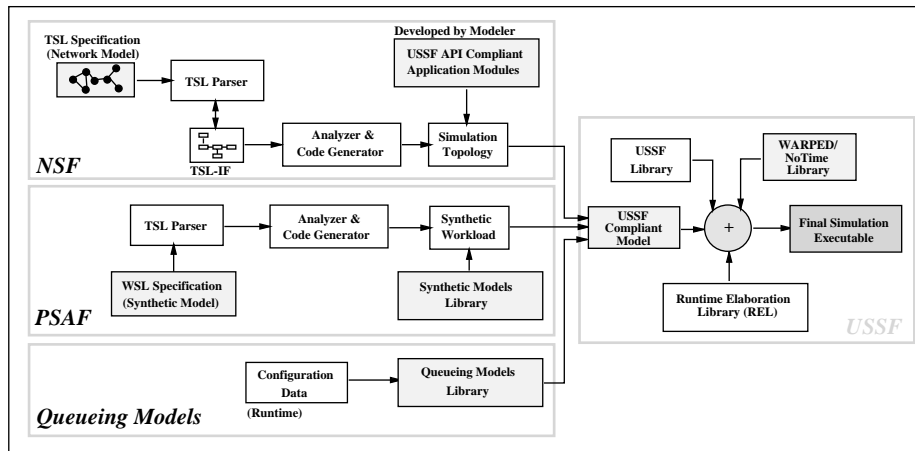 Developed by Modeler
TSL Specification
(Network Model)
USSF API Compliant
Application Modules
TSL Parser
Analyzer &
Code Generator
Simulation
Topology
TSL-IF
NSF
TSL Parser
Analyzer &
Code Generator
Synthetic
Workload
WSL Specification
(Synthetic Model)
Synthetic Models
Library
PSAF
Configuration
Data
(Runtime)
Queueing Models
Library
Queueing Models
USSF
Library
WARPED/
NoTime
Library
USSF
Compliant
Model
+
Final Simulation
Executable
Runtime Elaboration
Library (REL)
USSF